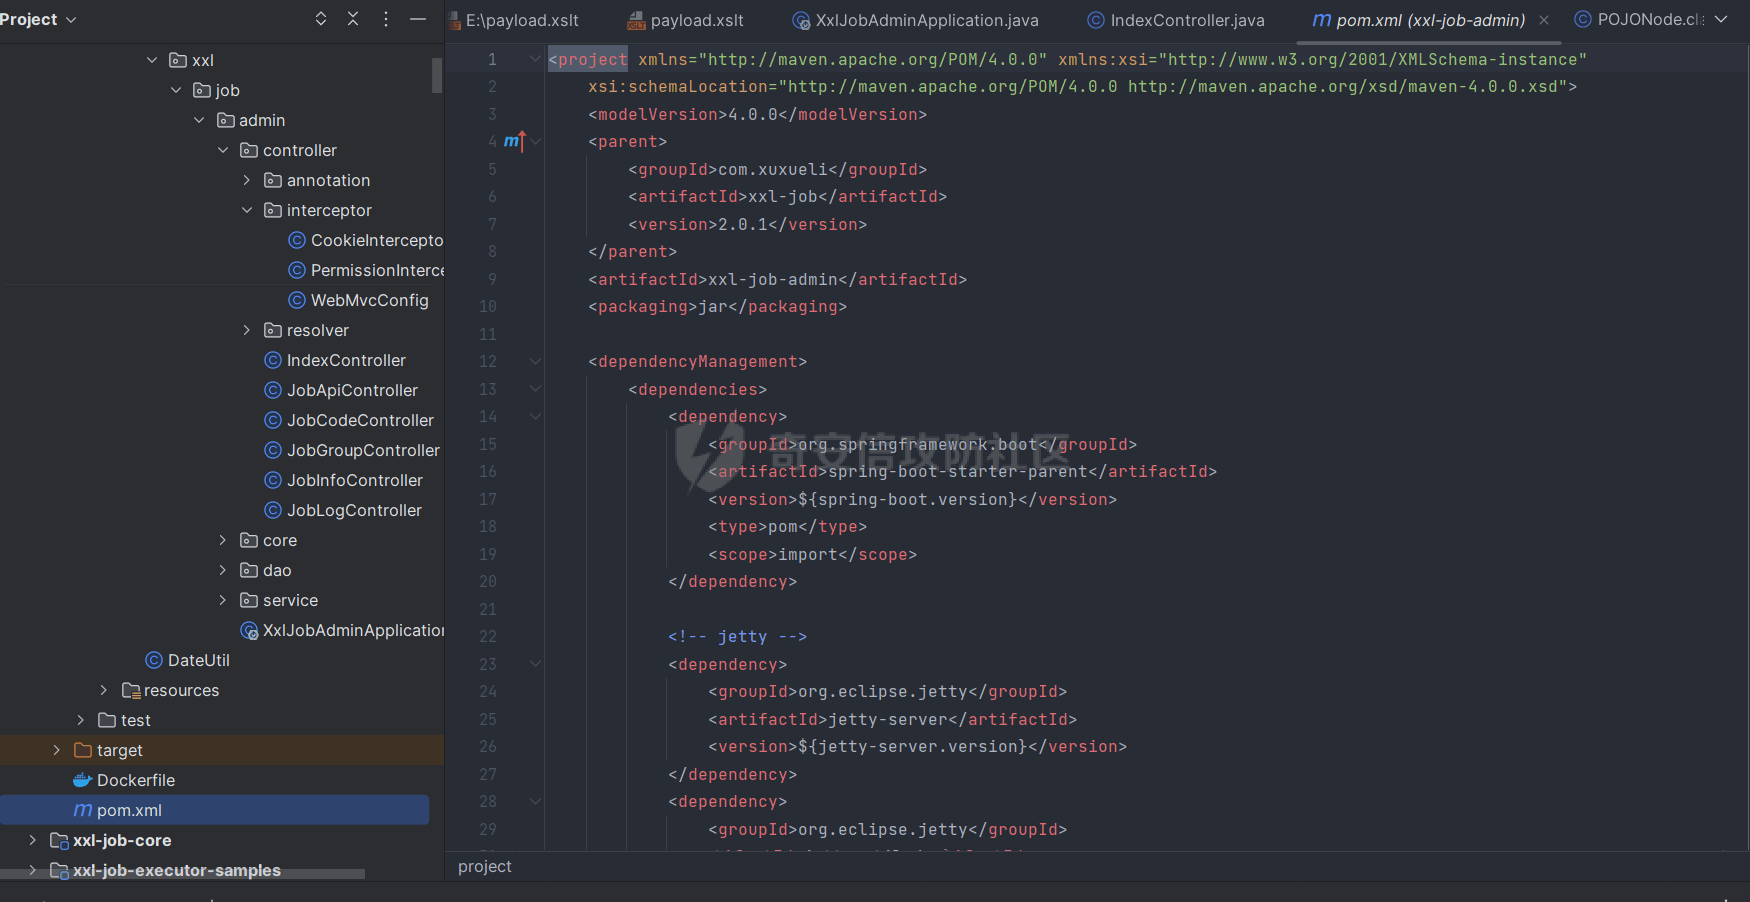 Project
E:\payload.xslt
payload.xslt
XxlJobAdminApplication.java
IndexController.java
pom.xml (xxl-job-admin)
xxl
job
admin
controller
annotation
interceptor
WebMvcConfig
resolver
IndexController
JobApiController
JobCodeController
JobGroupController
JobInfoController
JobLogController
core
dao
service
XxlJobAdminApplication
DateUtil
resources
test
target
Dockerfile
pom.xml
xxl-job-core
xxl-job-executor-samples
1 <project xmlns="http://maven.apache.org/POM/4.0.0" xmlns:xsi="http://www.w3.org/2001/XMLSchema-instance"
2 xsi:schemaLocation="http://maven.apache.org/POM/4.0.0 http://maven.apache.org/xsd/maven-4.0.0.xsd">
3 <modelVersion>4.0.0</modelVersion>
4 <parent>
5 <groupId>com.xuxueli</groupId>
6 <artifactId>xxl-job</artifactId>
7 <version>2.0.1</version>
8 </parent>
9 <artifactId>xxl-job-admin</artifactId>
10 <packaging>jar</packaging>
11
12 <dependencyManagement>
13 <dependencies>
14 <dependency>
15 <groupId>org.springframework.boot</groupId>
16 <artifactId>spring-boot-starter-parent</artifactId>
17 <version>${spring-boot.version}</version>
18 <type>pom</type>
19 <scope>import</scope>
20 </dependency>
21
22 <!-- jetty -->
23 <dependency>
24 <groupId>org.eclipse.jetty</groupId>
25 <artifactId>jetty-server</artifactId>
26 <version>${jetty-server.version}</version>
27 </dependency>
28 <dependency>
29 <groupId>org.eclipse.jetty</groupId>
奇安信攻防社区
project